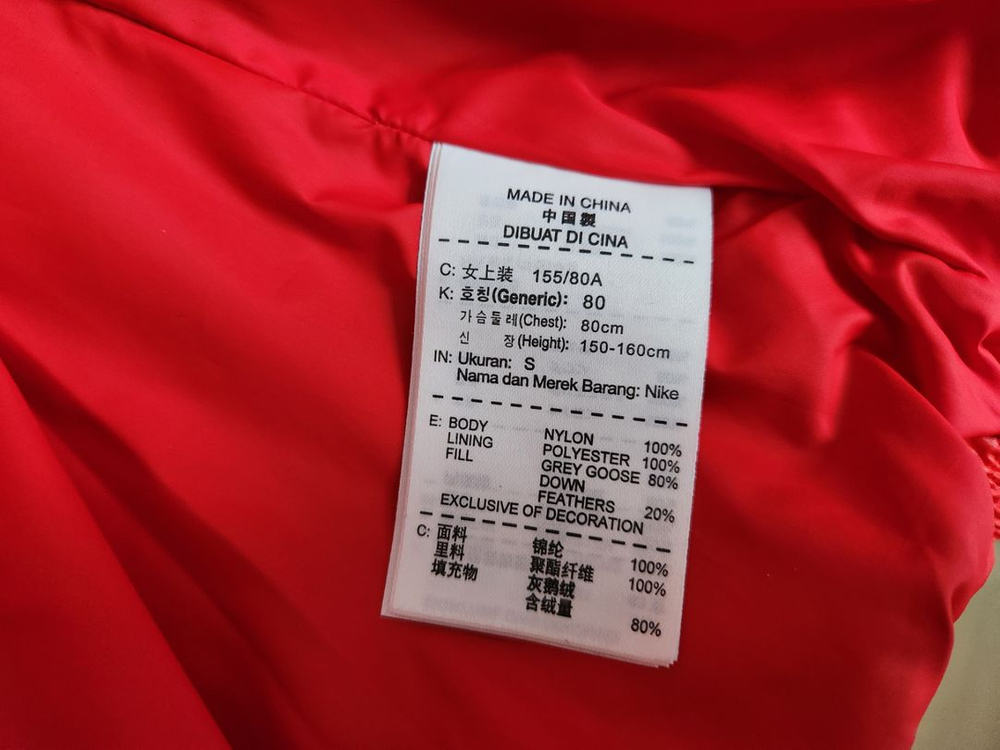 MADE IN CHINA
中国製
DIBUAT DI CINA
C: 女上装 155/80A
K: 호칭(Generic): 80
가슴둘레(Chest): 80cm
신 장(Height): 150-160cm
IN: Ukuran: S
Nama dan Merek Barang: Nike
E: BODY NYLON 100%
LINING POLYESTER 100%
FILL GREY GOOSE 80%
DOWN
FEATHERS 20%
EXCLUSIVE OF DECORATION
C: 面料 锦纶 100%
里料 聚酯纤维 100%
填充物 灰鹅绒
含绒量 80%